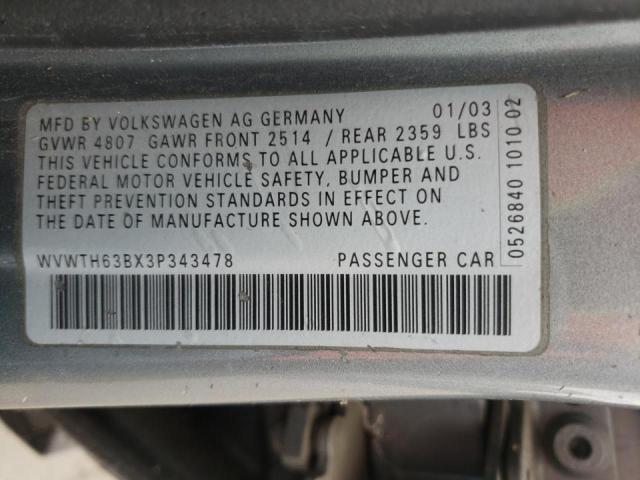 MFD BY VOLKSWAGEN AG GERMANY 01/03
GVWR 4807 GAWR FRONT 2514 / REAR 2359 LBS
THIS VEHICLE CONFORMS TO ALL APPLICABLE U.S.
FEDERAL MOTOR VEHICLE SAFETY, BUMPER AND
THEFT PREVENTION STANDARDS IN EFFECT ON
THE DATE OF MANUFACTURE SHOWN ABOVE.
WVWTH63BX3P343478 PASSENGER CAR
0526840 1010 02